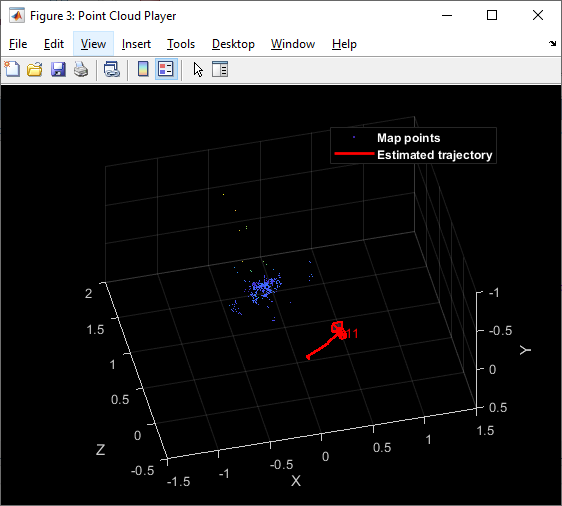 Figure 3: Point Cloud Player
File Edit View Insert Tools Desktop Window Help
Map points
Estimated trajectory
11
2
1.5
1
0.5
0
-0.5
Z
-1.5
-1
-0.5
0
0.5
1
1.5
X
-1
-0.5
0
0.5
Y